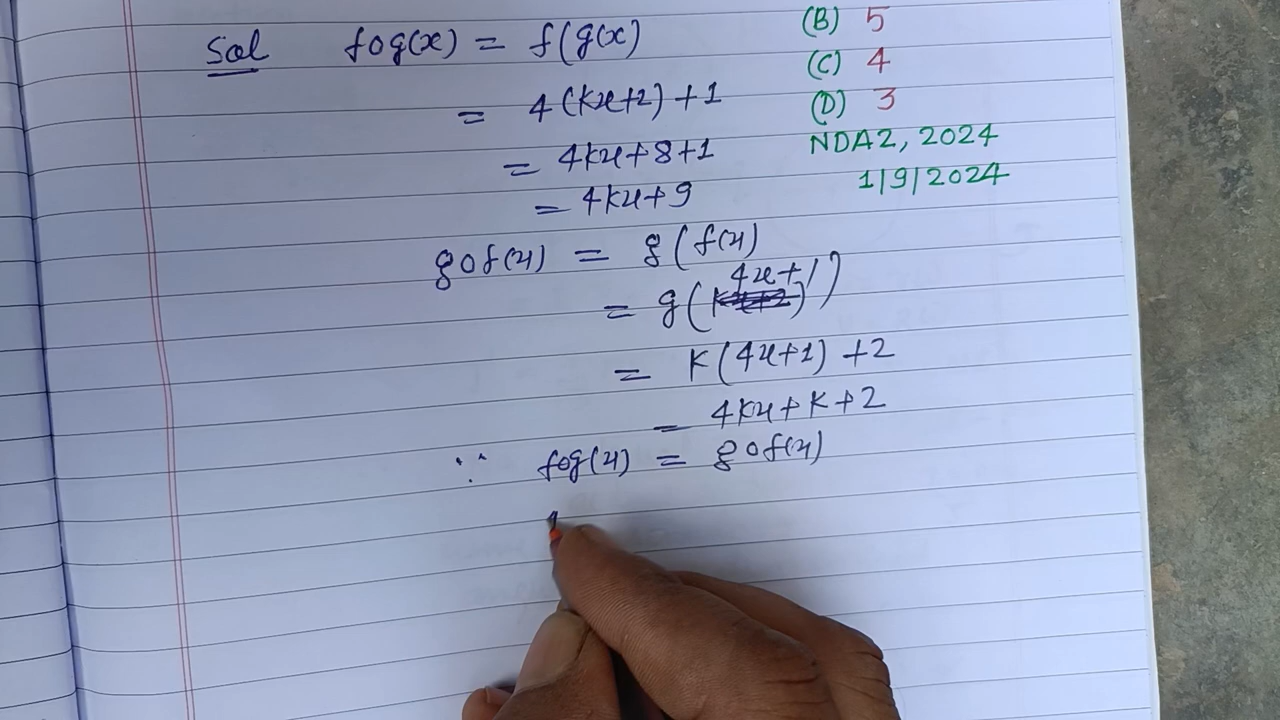 Sol fog(x) = f(g(x)
= 4(kx+2)+1
= 4kx+8+1
= 4kx+9
gof(x) = g(f(x)
4x+1)
= g(
= k(4x+1)+2
= 4kx+k+2
∵ fog(x) = gof(x)
4
(B) 5
(C) 4
(D) 3
NDA2, 2024
1/9/2024